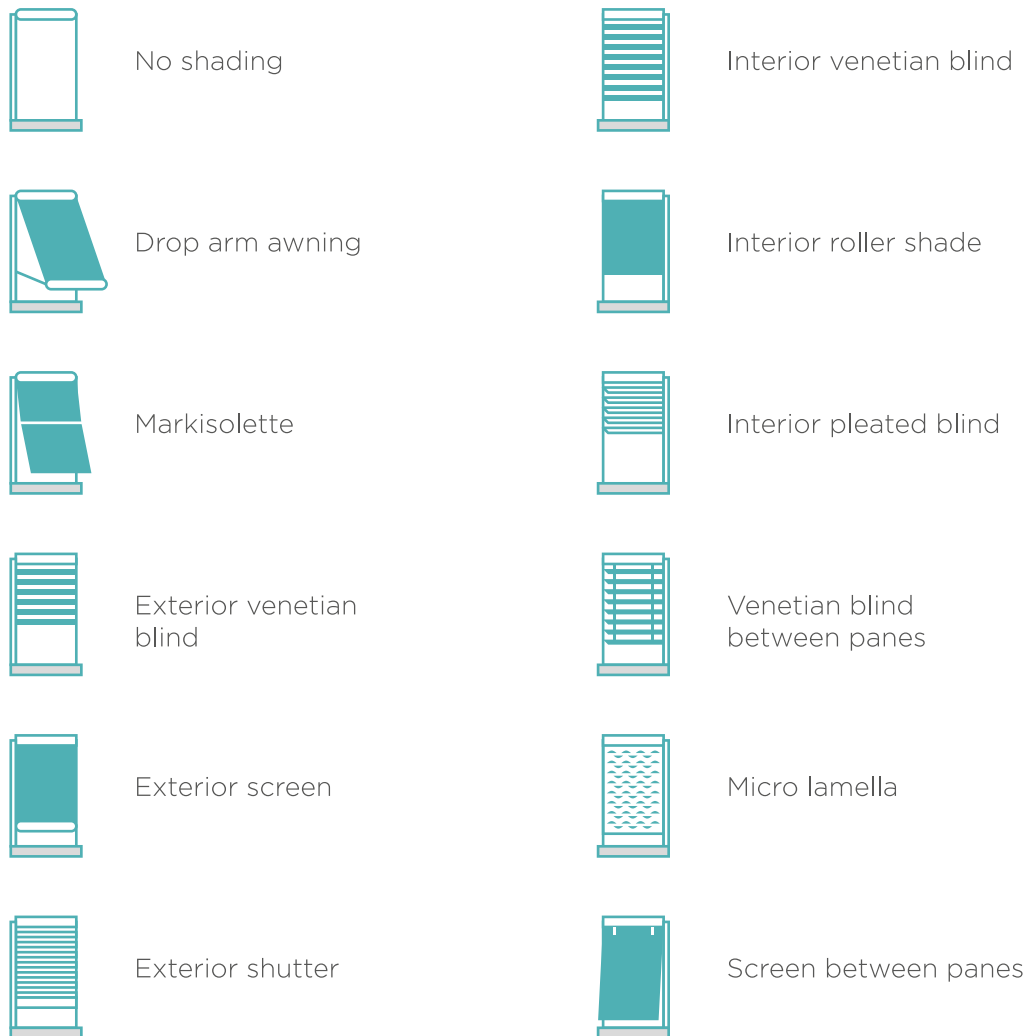 No shading
Drop arm awning
Markisolette
Exterior venetian
blind
Exterior screen
Exterior shutter
Interior venetian blind
Interior roller shade
Interior pleated blind
Venetian blind
between panes
Micro lamella
Screen between panes